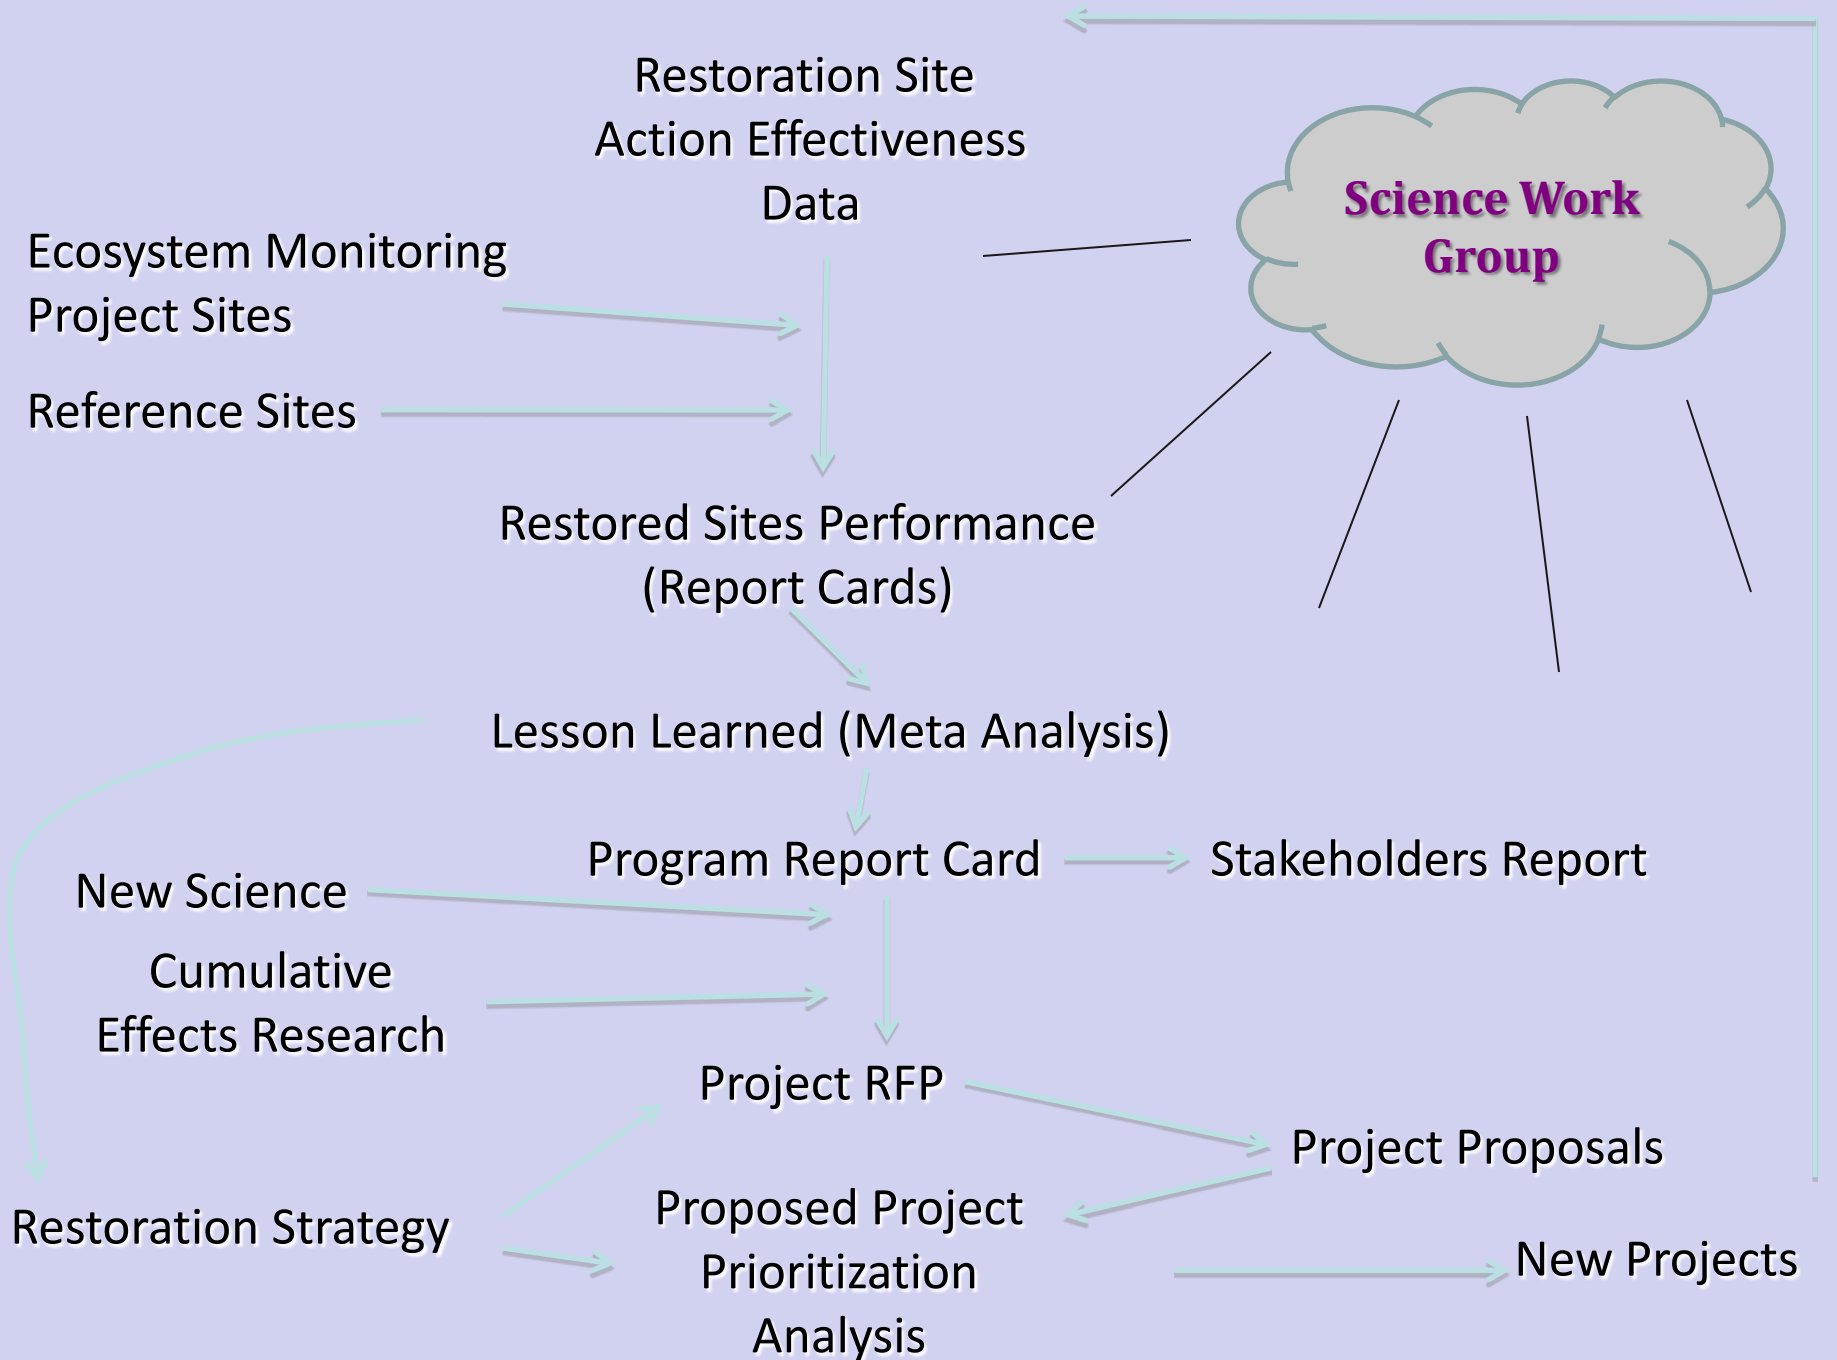 Restoration Site
Action Effectiveness
Data
Science Work
Group
Ecosystem Monitoring
Project Sites
Reference Sites
Restored Sites Performance
(Report Cards)
Lesson Learned (Meta Analysis)
Program Report Card
Stakeholders Report
New Science
Cumulative
Effects Research
Project RFP
Project Proposals
Restoration Strategy
Proposed Project
Prioritization
Analysis
New Projects